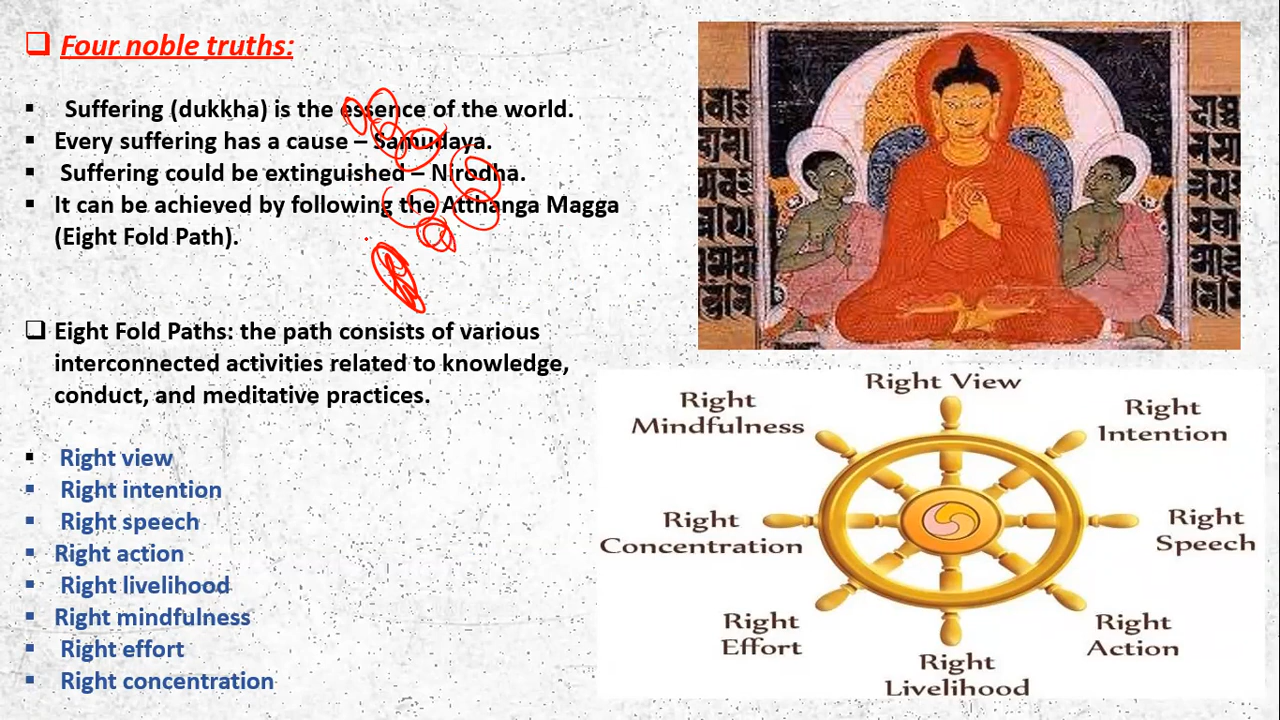 Four noble truths:
Suffering (dukkha) is the essence of the world.
Every suffering has a cause – Samudaya.
Suffering could be extinguished – Nirodha.
It can be achieved by following the Atthanga Magga
(Eight Fold Path).
Eight Fold Paths: the path consists of various
interconnected activities related to knowledge,
conduct, and meditative practices.
Right view
Right intention
Right speech
Right action
Right livelihood
Right mindfulness
Right effort
Right concentration
Right View
Right
Intention
Right
Speech
Right
Action
Right
Livelihood
Right
Effort
Right
Concentration
Right
Mindfulness